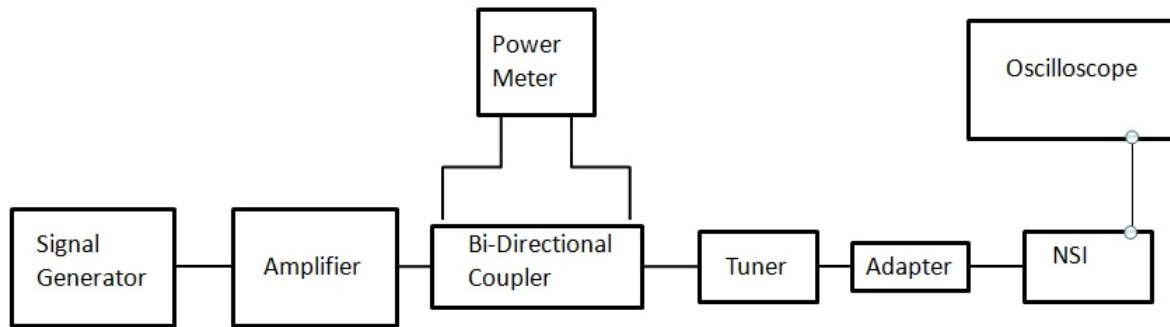 Power
Meter
Oscilloscope
Signal
Generator
Amplifier
Bi-Directional
Coupler
Tuner
Adapter
NSI